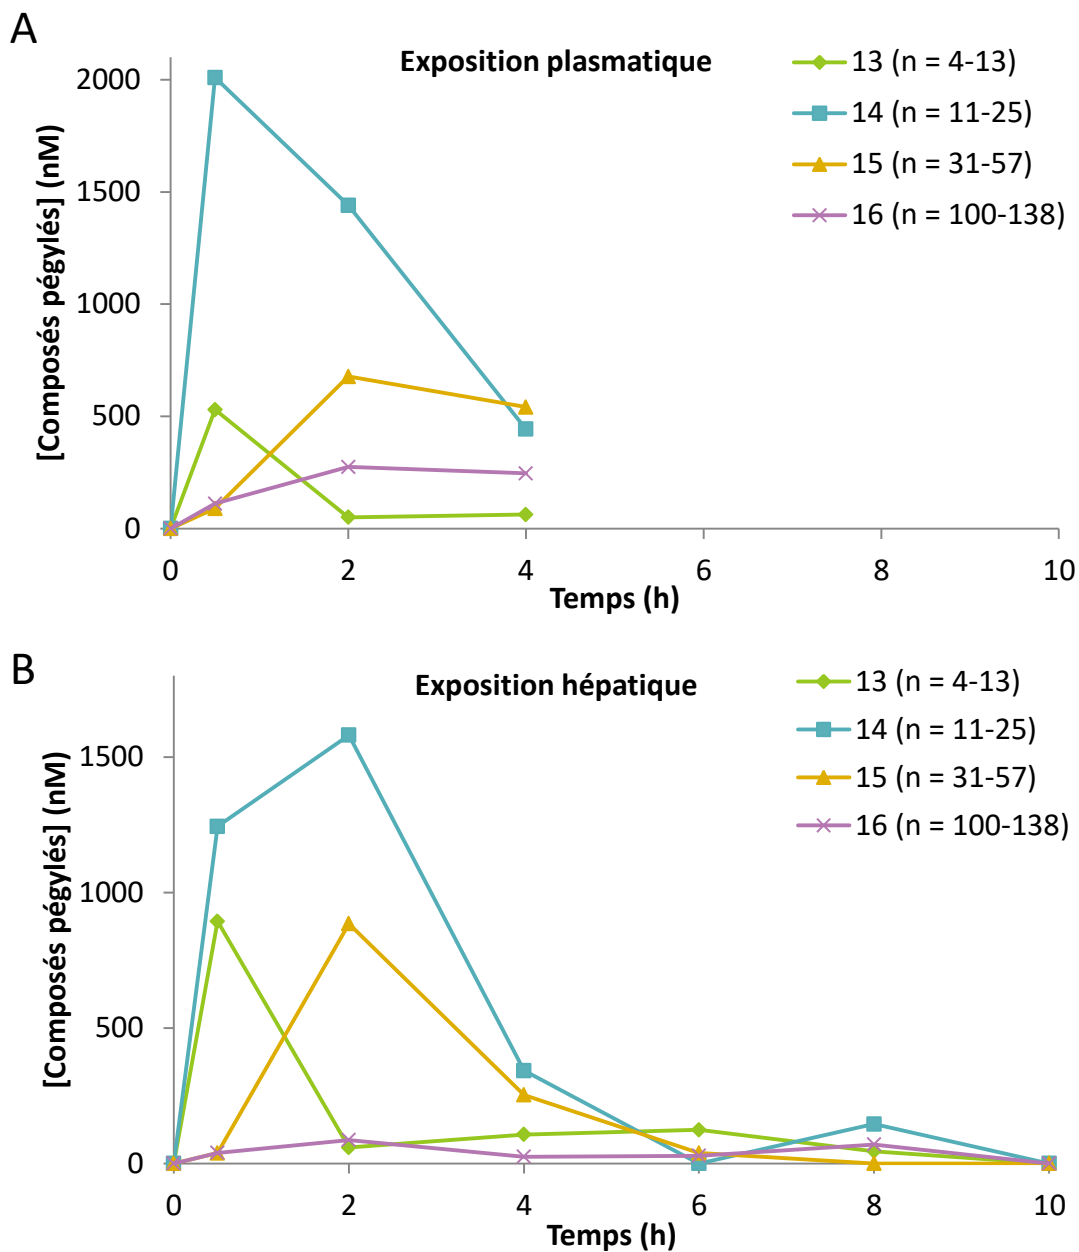 A
Exposition plasmatique
13 (n = 4-13)
14 (n = 11-25)
15 (n = 31-57)
16 (n = 100-138)
[Composés pégylés] (nM)
2000
1500
1000
500
0
0 2 4 6 8 10
Temps (h)
B
Exposition hépatique
13 (n = 4-13)
14 (n = 11-25)
15 (n = 31-57)
16 (n = 100-138)
[Composés pégylés] (nM)
1500
1000
500
0
0 2 4 6 8 10
Temps (h)